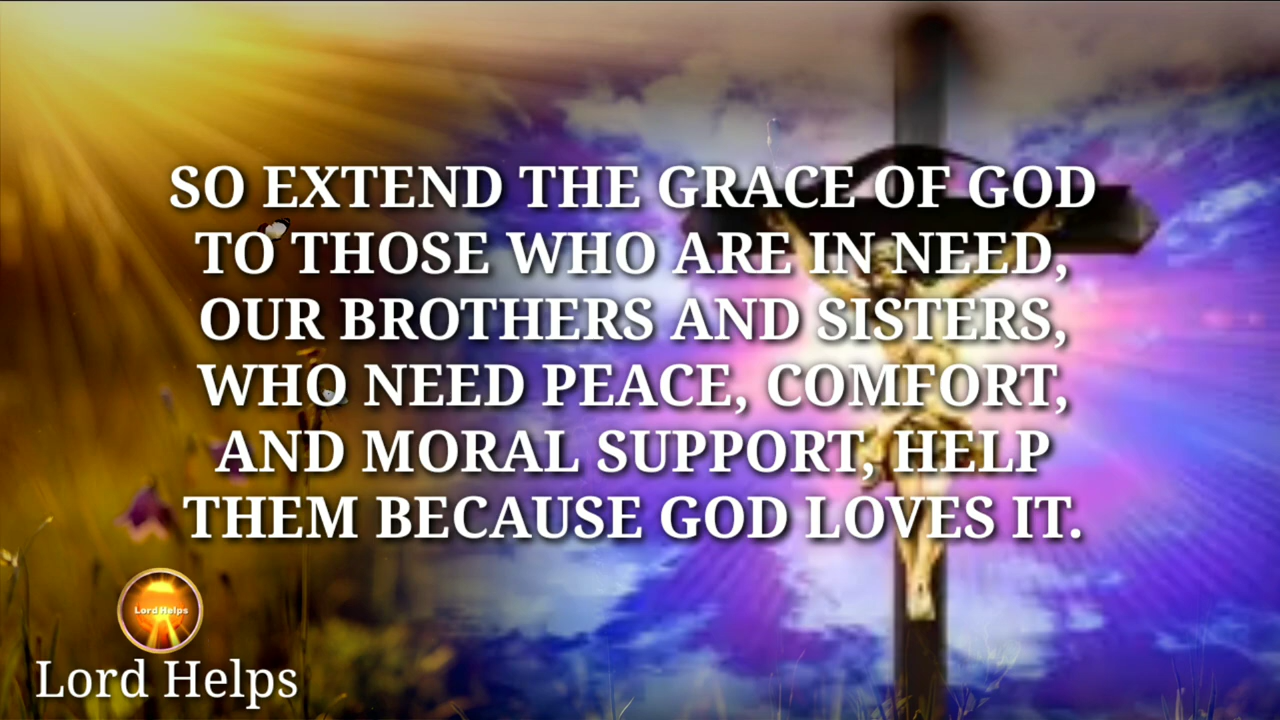 SO EXTEND THE GRACE OF GOD
TO THOSE WHO ARE IN NEED,
OUR BROTHERS AND SISTERS,
WHO NEED PEACE, COMFORT,
AND MORAL SUPPORT, HELP
THEM BECAUSE GOD LOVES IT.
Lord Helps
Lord Helps